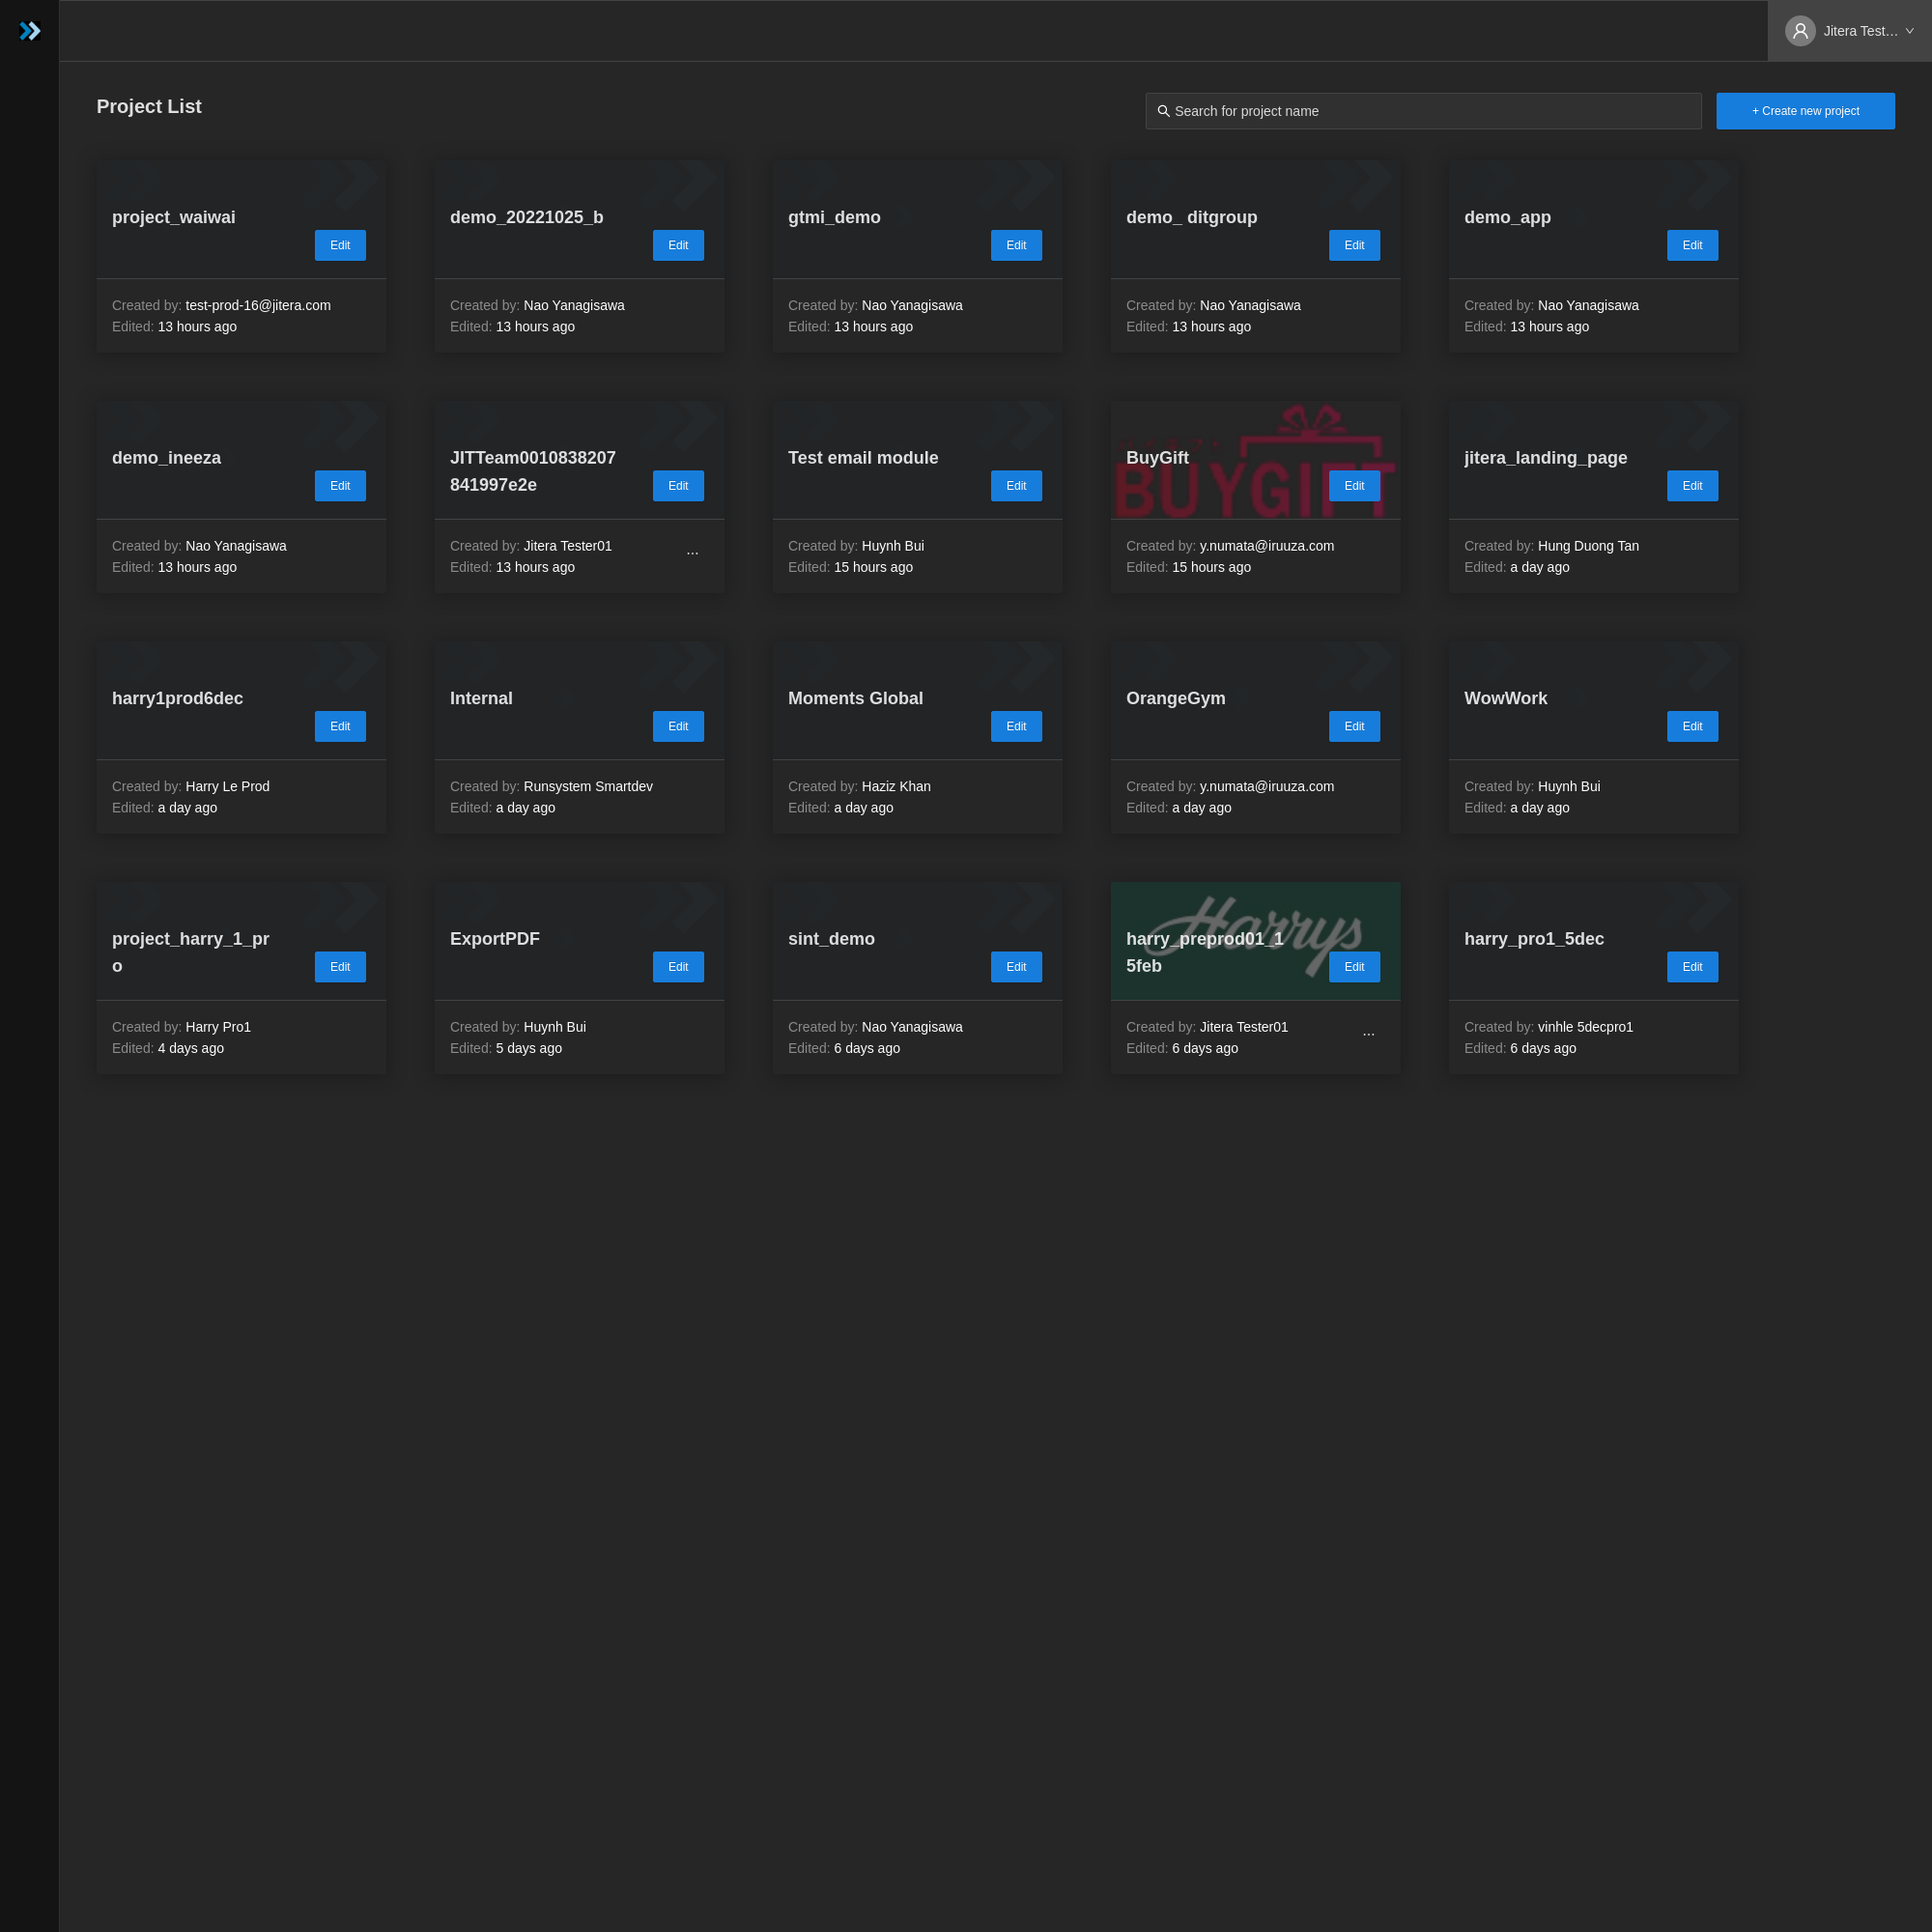 Jitera Test…
Project List
Search for project name
+ Create new project
project_waiwai
Edit
Created by: test-prod-16@jitera.com
Edited: 13 hours ago
demo_20221025_b
Edit
Created by: Nao Yanagisawa
Edited: 13 hours ago
gtmi_demo
Edit
Created by: Nao Yanagisawa
Edited: 13 hours ago
demo_ ditgroup
Edit
Created by: Nao Yanagisawa
Edited: 13 hours ago
demo_app
Edit
Created by: Nao Yanagisawa
Edited: 13 hours ago
demo_ineeza
Edit
Created by: Nao Yanagisawa
Edited: 13 hours ago
JITTeam0010838207
841997e2e
Edit
Created by: Jitera Tester01
Edited: 13 hours ago
...
Test email module
Edit
Created by: Huynh Bui
Edited: 15 hours ago
BUYGIFT
BuyGift
Edit
Created by: y.numata@iruuza.com
Edited: 15 hours ago
jitera_landing_page
Edit
Created by: Hung Duong Tan
Edited: a day ago
harry1prod6dec
Edit
Created by: Harry Le Prod
Edited: a day ago
Internal
Edit
Created by: Runsystem Smartdev
Edited: a day ago
Moments Global
Edit
Created by: Haziz Khan
Edited: a day ago
OrangeGym
Edit
Created by: y.numata@iruuza.com
Edited: a day ago
WowWork
Edit
Created by: Huynh Bui
Edited: a day ago
project_harry_1_pr
o
Edit
Created by: Harry Pro1
Edited: 4 days ago
ExportPDF
Edit
Created by: Huynh Bui
Edited: 5 days ago
sint_demo
Edit
Created by: Nao Yanagisawa
Edited: 6 days ago
Harrys
harry_preprod01_1
5feb
Edit
Created by: Jitera Tester01
Edited: 6 days ago
...
harry_pro1_5dec
Edit
Created by: vinhle 5decpro1
Edited: 6 days ago